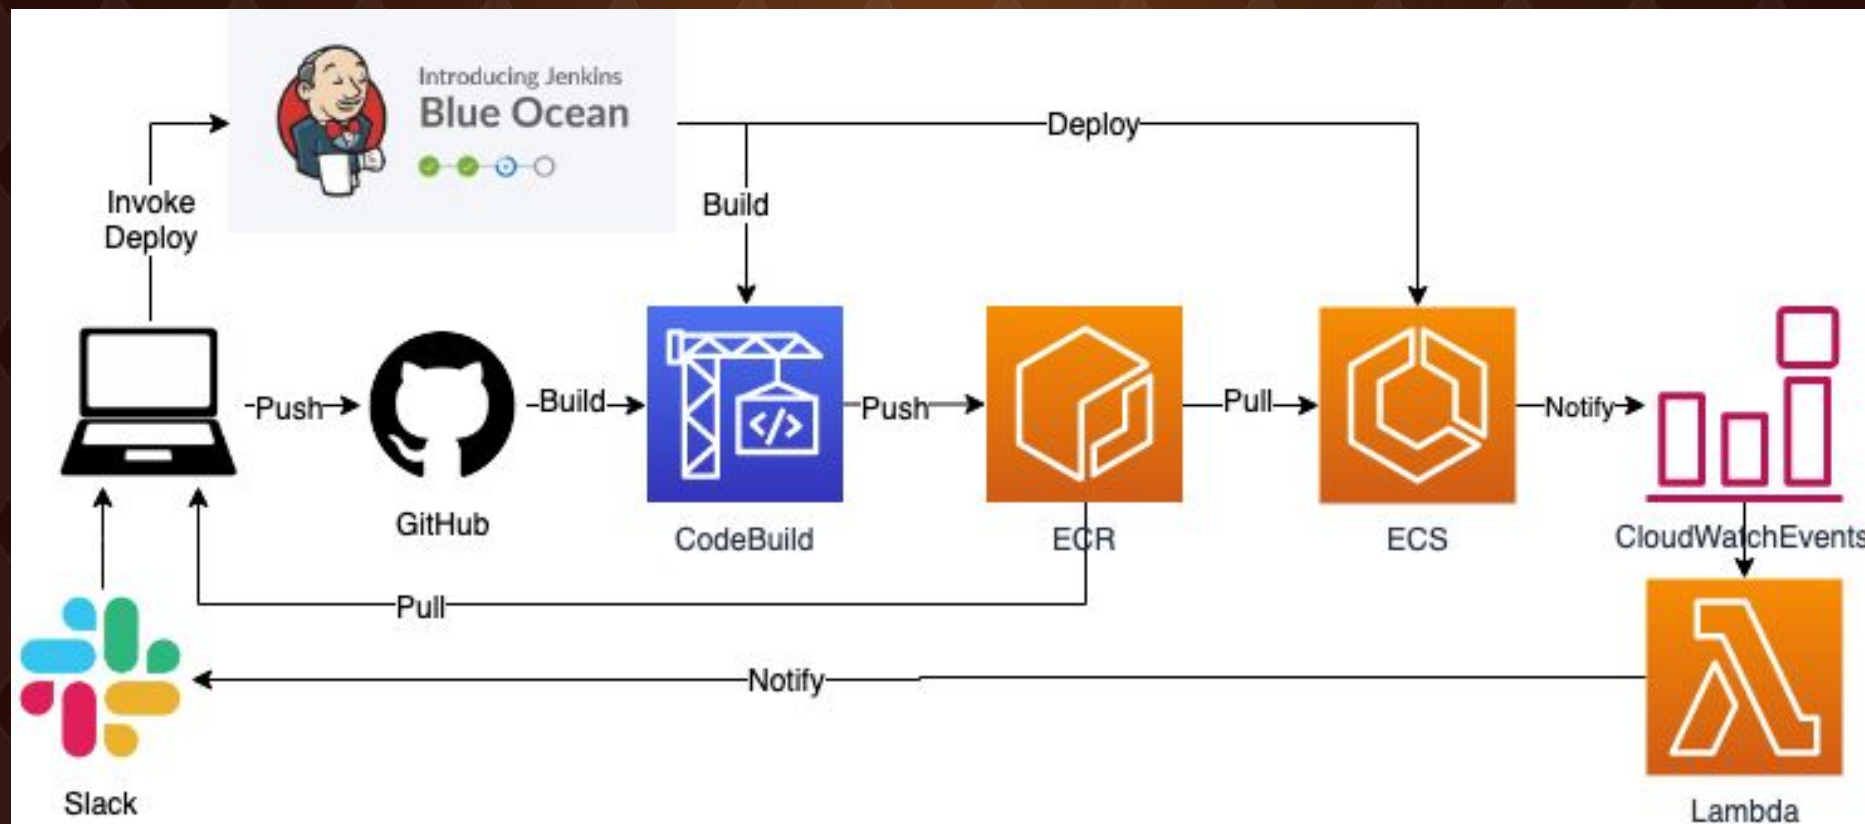 Introducing Jenkins
Blue Ocean
Deploy
Invoke
Deploy
Build
Push
Build
Push
Pull
Notify
GitHub
CodeBuild
ECR
ECS
CloudWatchEvents
Pull
Notify
Slack
Lambda